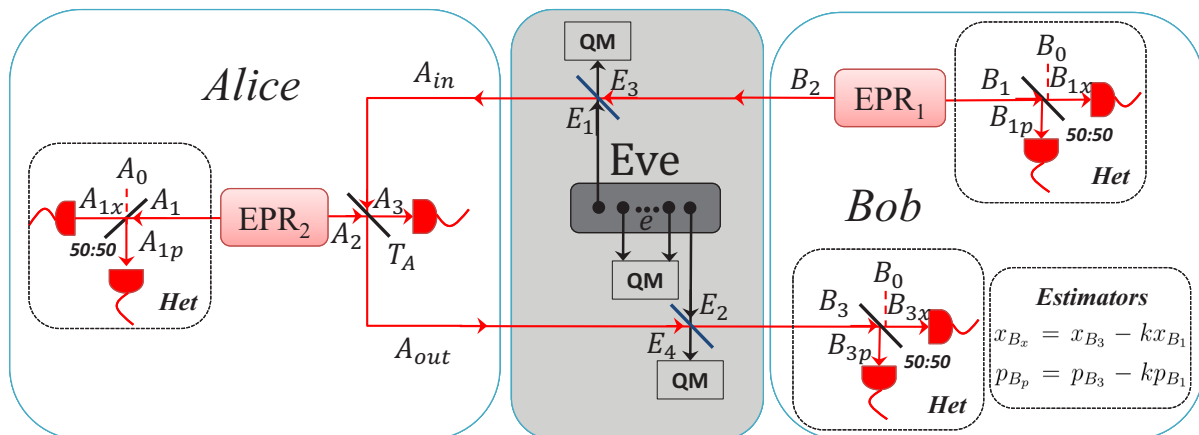 QM
A_in
E_3
B_2
EPR_1
B_1
B_0
B_1x
B_1p
50:50
Het
Alice
E_1
Eve
e
Bob
A_0
A_1x
A_1
50:50
A_1p
Het
EPR_2
A_2
A_3
T_A
QM
E_2
A_out
E_4
QM
B_3
B_0
B_3x
B_3p
50:50
Het
Estimators
x_{B_x} = x_{B_3} − kx_{B_1}
p_{B_p} = p_{B_3} − kp_{B_1}